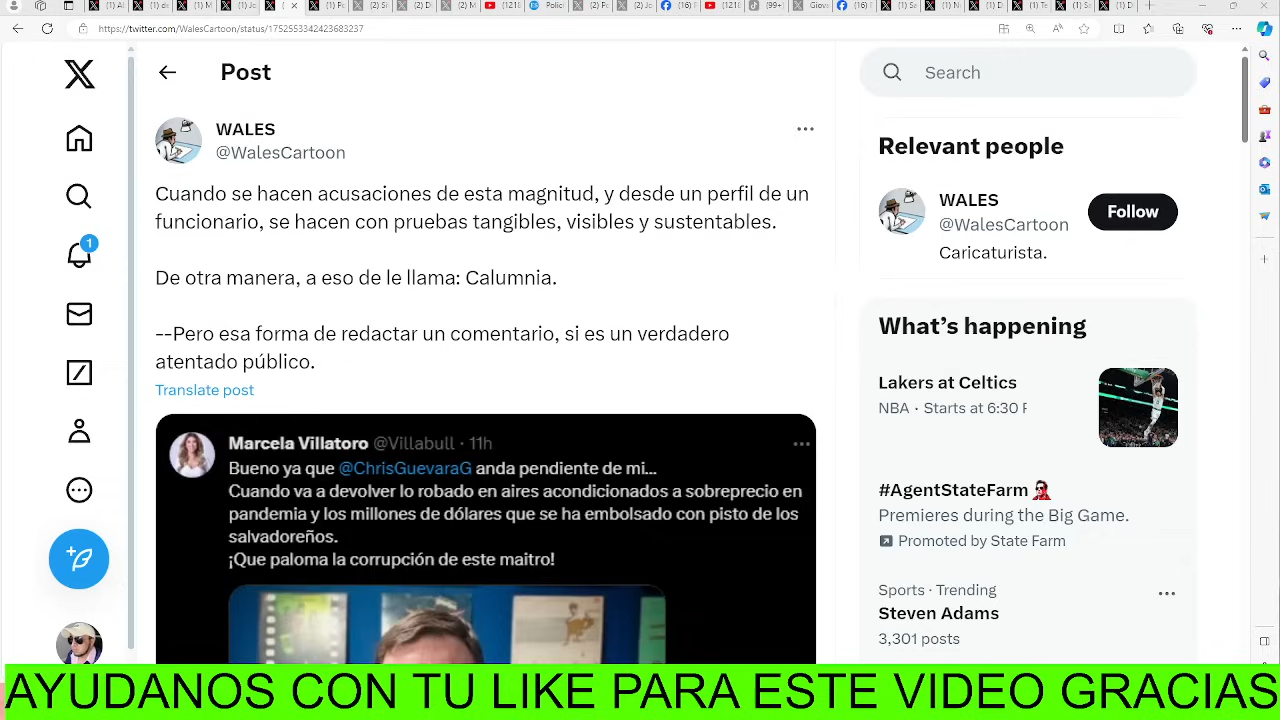 https://twitter.com/WalesCartoon/status/1752553342423683237
Post
WALES
@WalesCartoon
Cuando se hacen acusaciones de esta magnitud, y desde un perfil de un
funcionario, se hacen con pruebas tangibles, visibles y sustentables.
De otra manera, a eso de le llama: Calumnia.
--Pero esa forma de redactar un comentario, si es un verdadero
atentado público.
Translate post
Marcela Villatoro @Villabull · 11h
Bueno ya que @ChrisGuevaraG anda pendiente de mi...
Cuando va a devolver lo robado en aires acondicionados a sobreprecio en
pandemia y los millones de dólares que se ha embolsado con pisto de los
salvadoreños.
¡Que paloma la corrupción de este maitro!
1
Search
Relevant people
WALES
@WalesCartoon
Follow
Caricaturista.
What's happening
Lakers at Celtics
NBA · Starts at 6:30
#AgentStateFarm
Premieres during the Big Game.
Promoted by State Farm
Sports · Trending
Steven Adams
3,301 posts
AYUDANOS CON TU LIKE PARA ESTE VIDEO GRACIAS